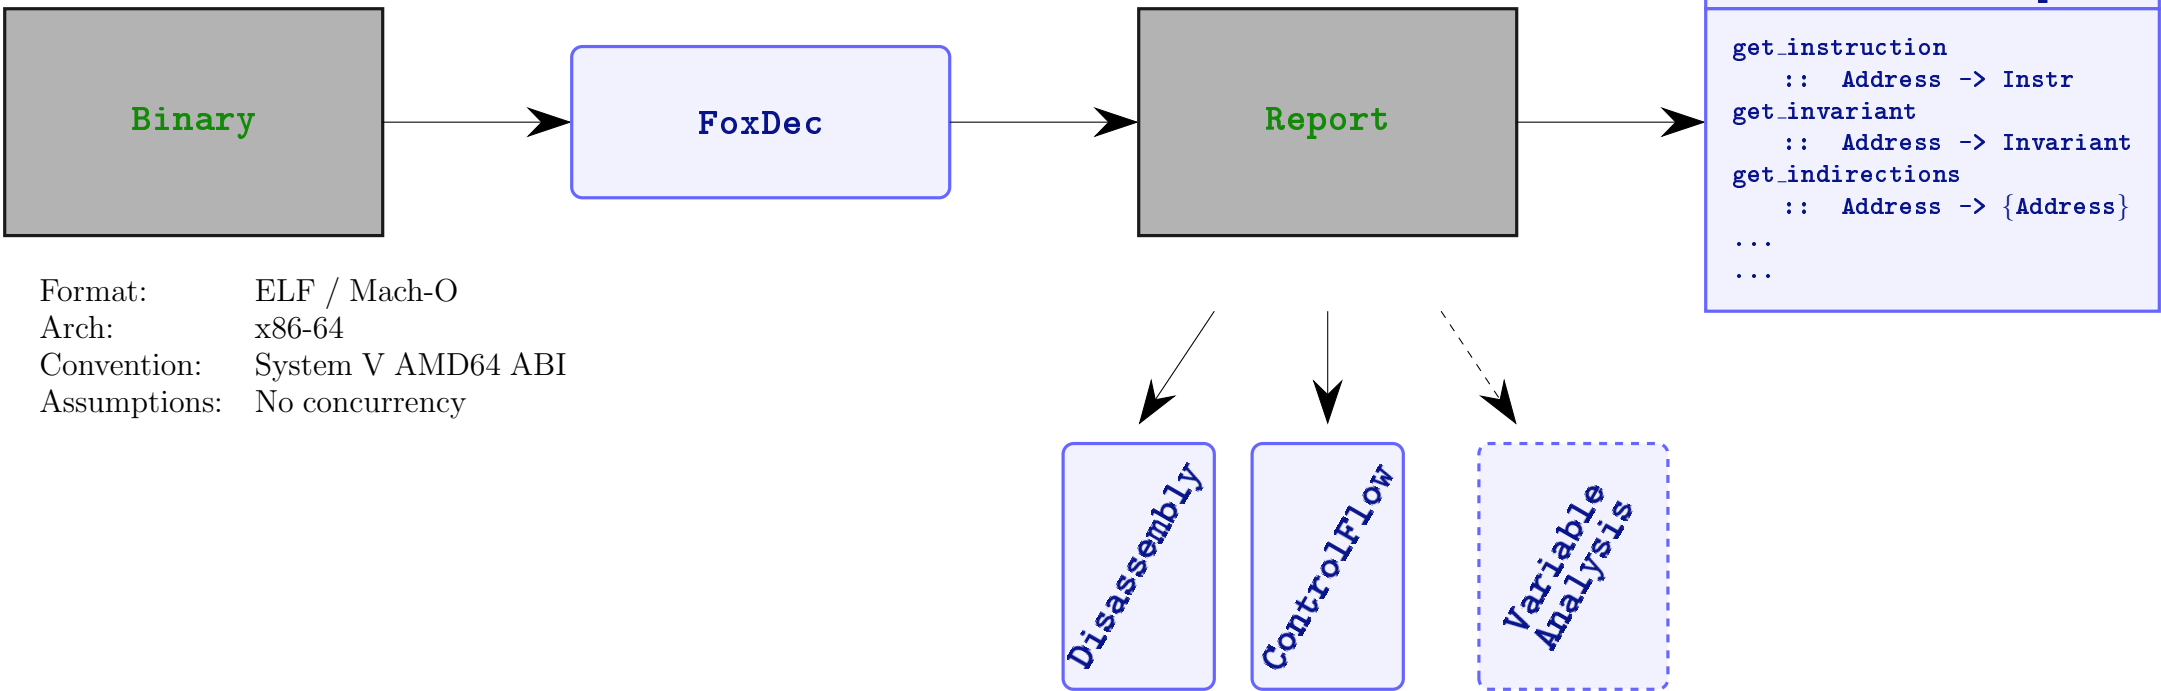 Binary
FoxDec
Report
get_instruction
:: Address -> Instr
get_invariant
:: Address -> Invariant
get_indirections
:: Address -> {Address}
...
...
Format: ELF / Mach-O
Arch: x86-64
Convention: System V AMD64 ABI
Assumptions: No concurrency
Disassembly
ControlFlow
Variable
Analysis